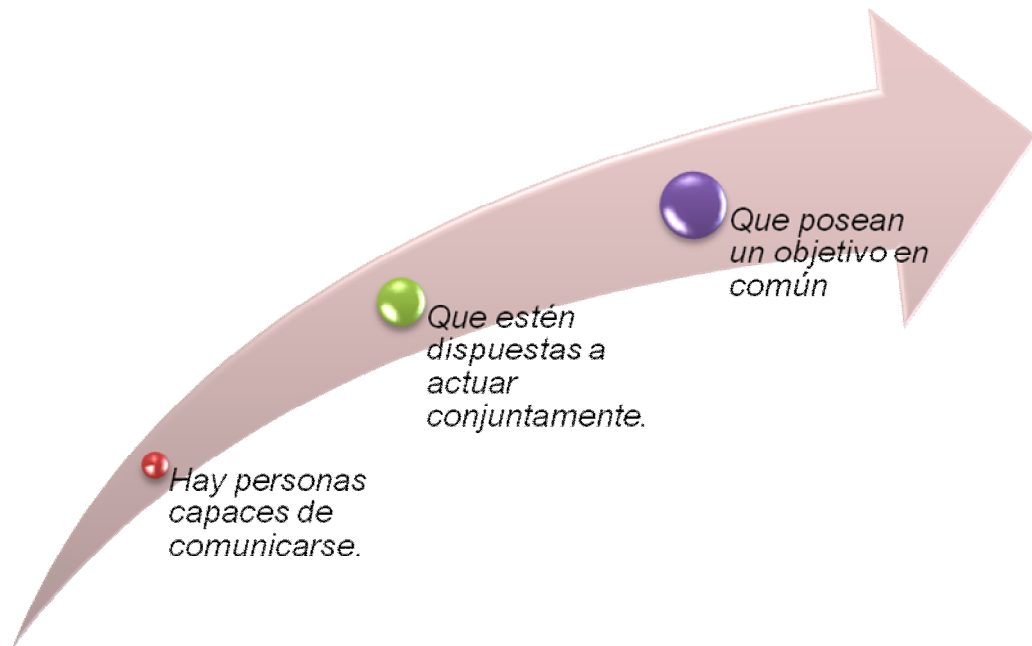 Que posean
un objetivo en
común
Que estén
dispuestas a
actuar
conjuntamente.
Hay personas
capaces de
comunicarse.